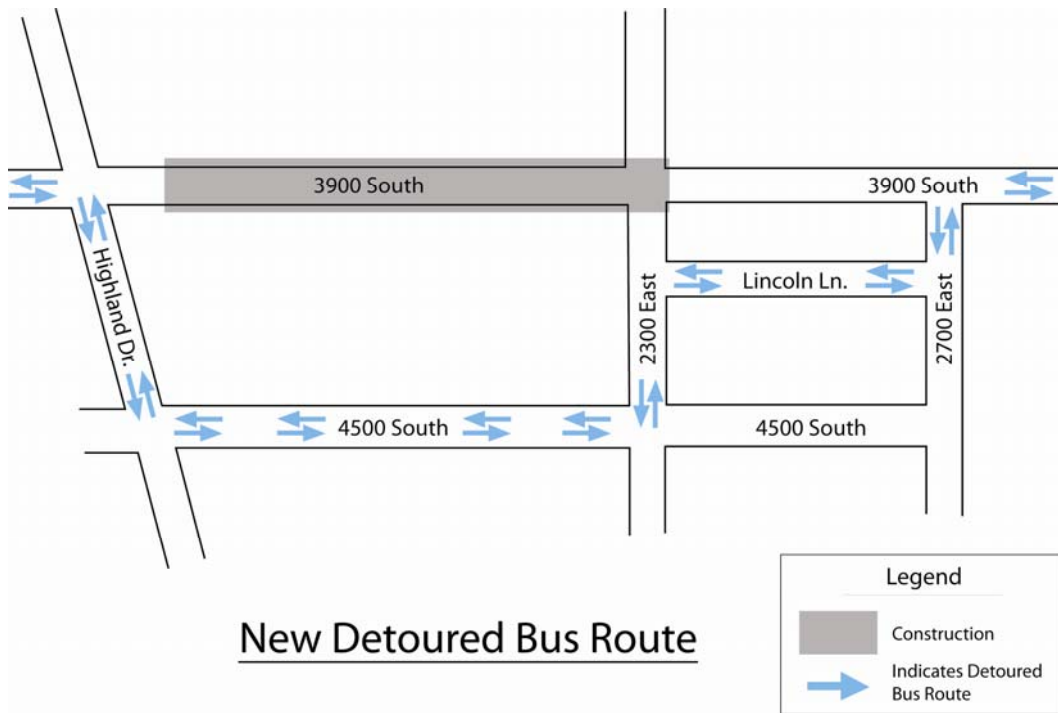 3900 South
3900 South
Highland Dr.
2300 East
Lincoln Ln.
2700 East
4500 South
4500 South
New Detoured Bus Route
Legend
Construction
Indicates Detoured
Bus Route